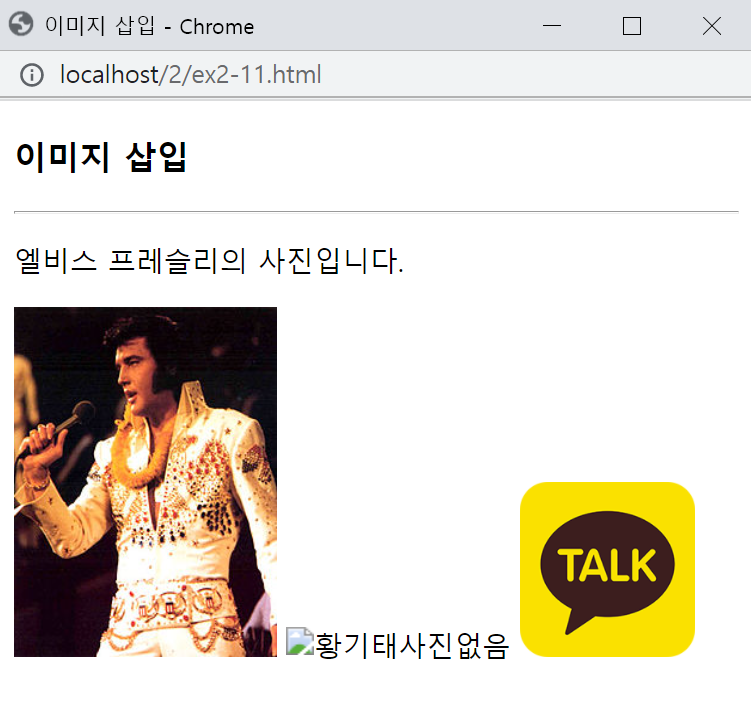 이미지 삽입 - Chrome
localhost/2/ex2-11.html
이미지 삽입
엘비스 프레슬리의 사진입니다.
황기태사진없음
TALK